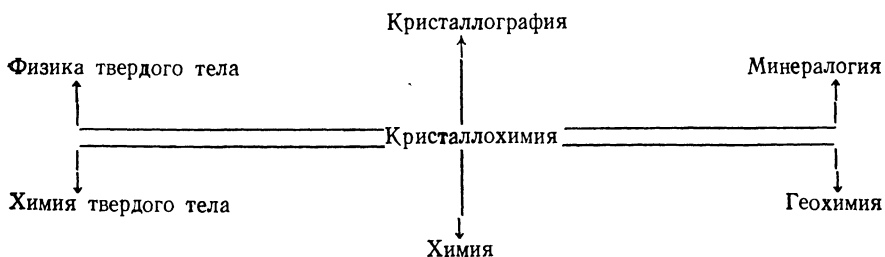 Кристаллография
Физика твердого тела
Минералогия
Кристаллохимия
Химия твердого тела
Геохимия
Химия